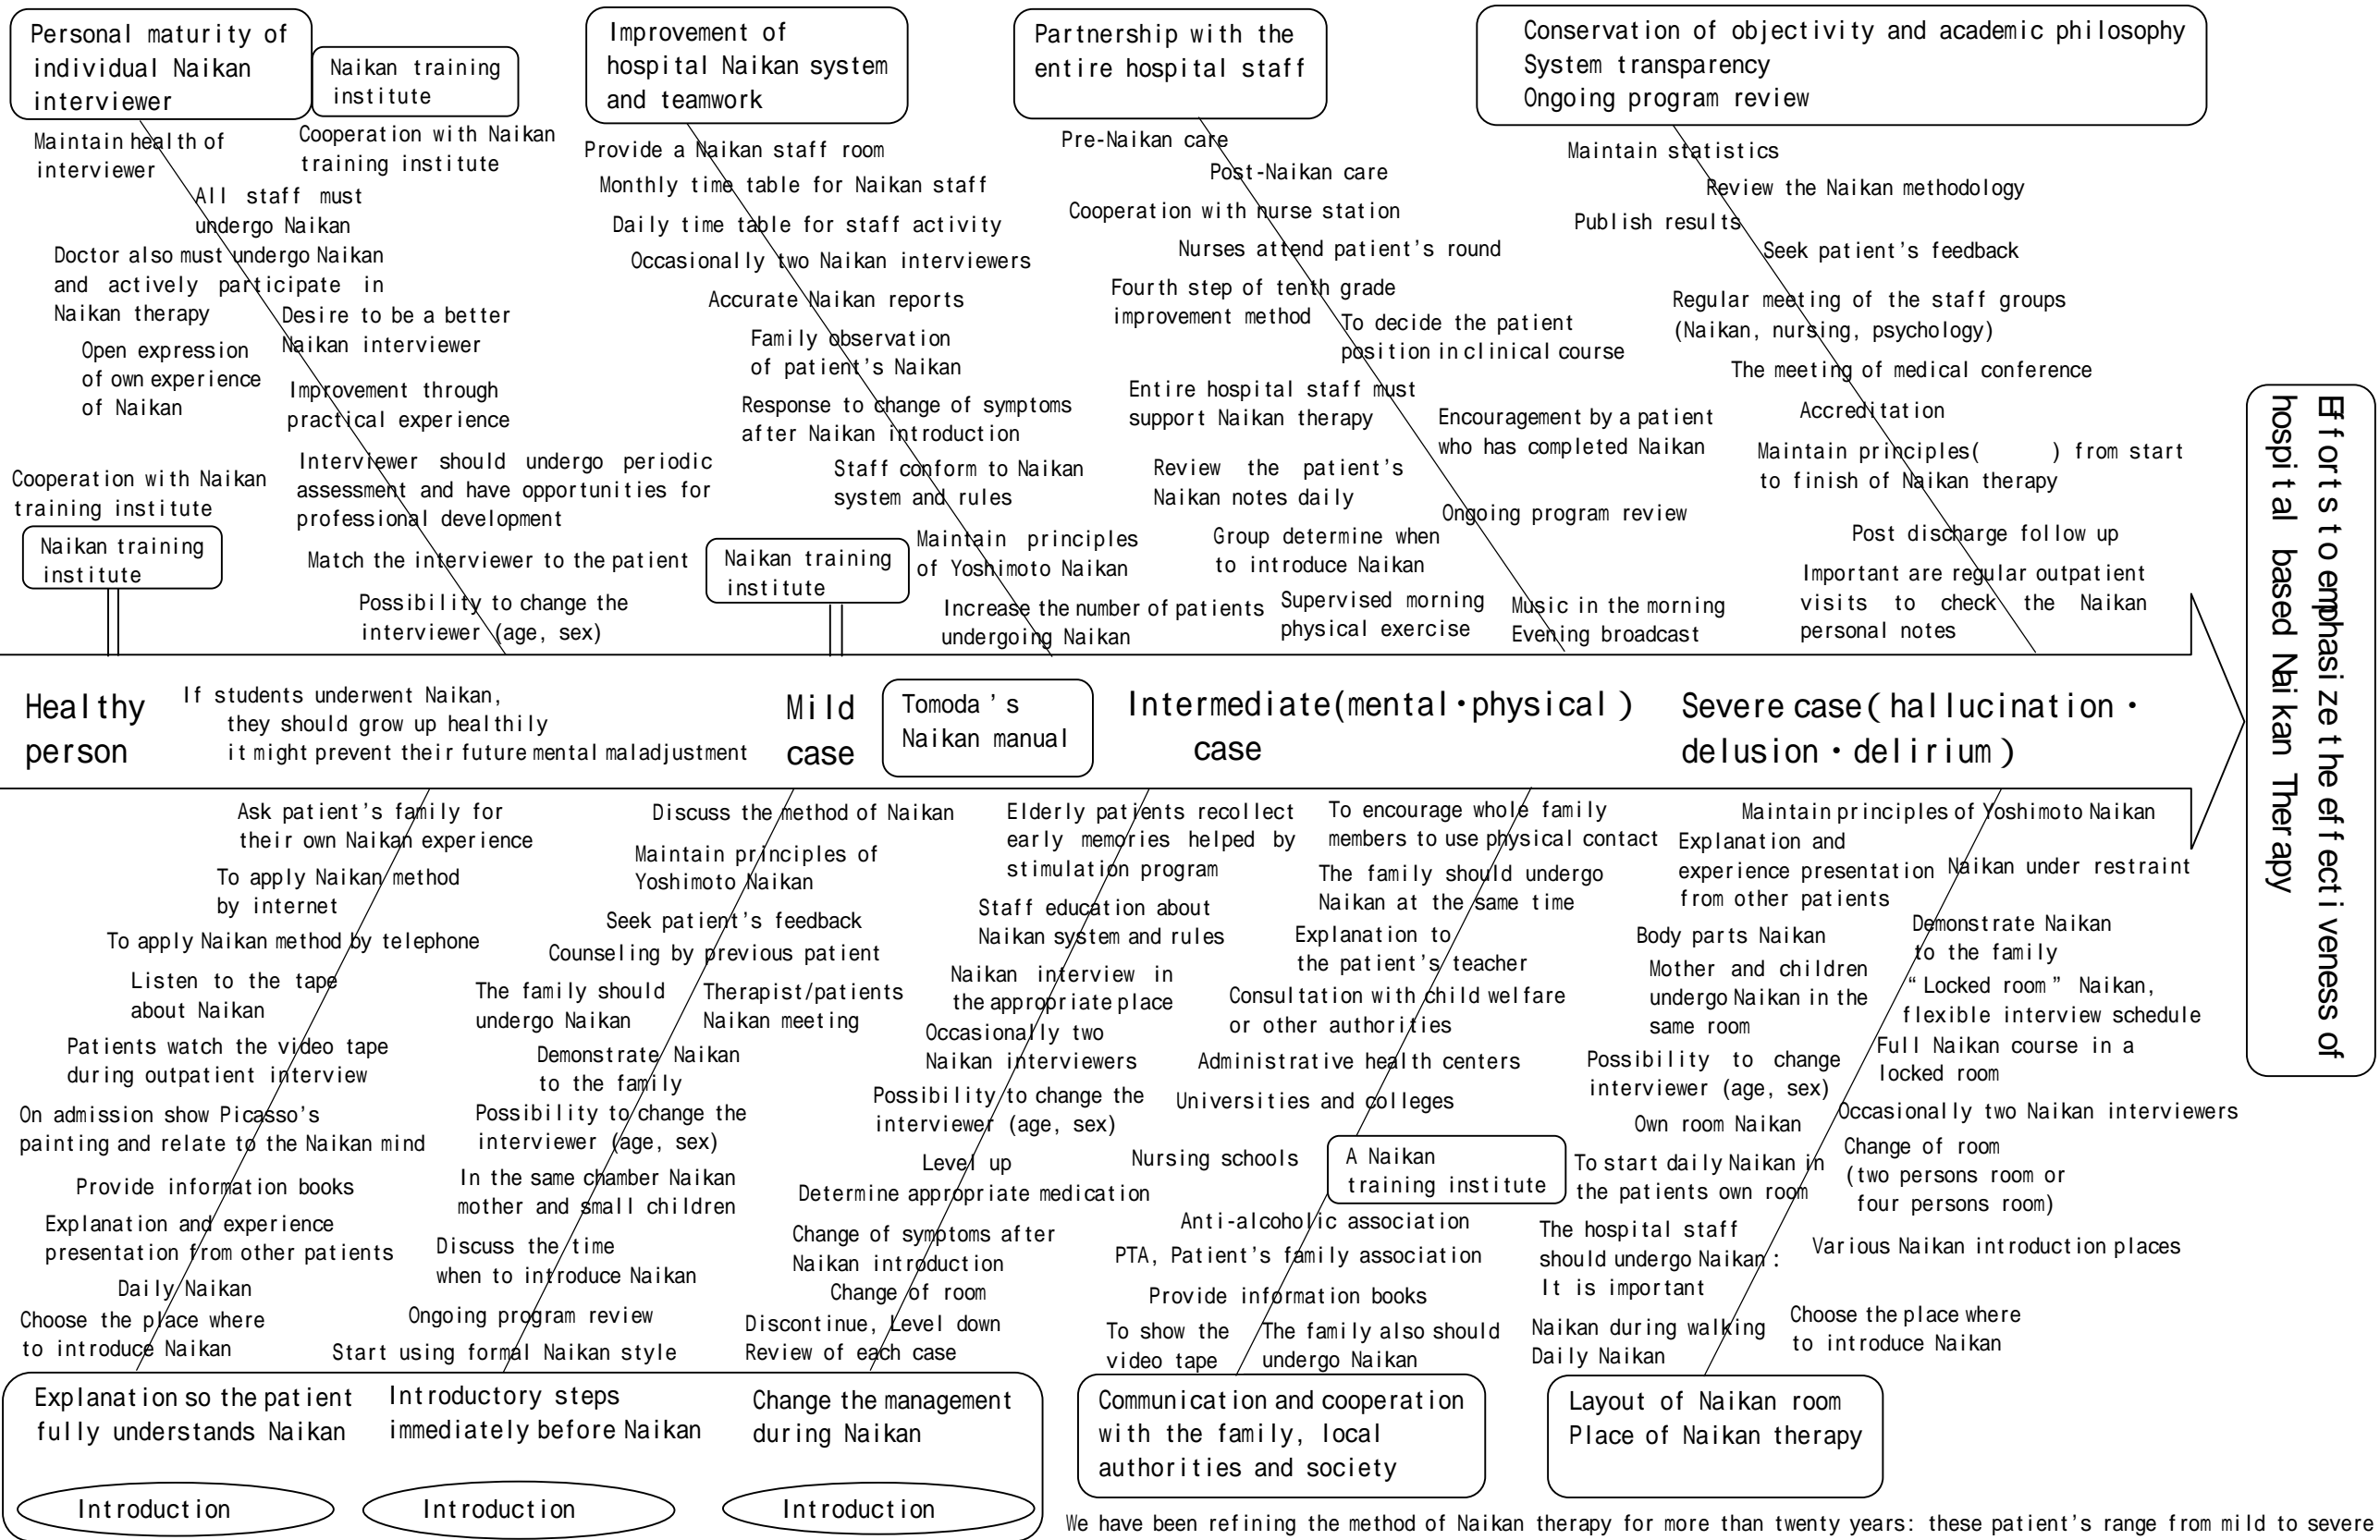 Personal maturity of
individual Naikan
interviewer
Naikan training
institute
Maintain health of
interviewer
Cooperation with Naikan
training institute
All staff must
undergo Naikan
Doctor also must undergo Naikan
and actively participate in
Naikan therapy
Desire to be a better
Naikan interviewer
Open expression
of own experience
of Naikan
Improvement through
practical experience
Interviewer should undergo periodic
assessment and have opportunities for
professional development
Cooperation with Naikan
training institute
Naikan training
institute
Match the interviewer to the patient
Possibility to change the
interviewer (age, sex)
Improvement of
hospital Naikan system
and teamwork
Provide a Naikan staff room
Monthly time table for Naikan staff
Daily time table for staff activity
Occasionally two Naikan interviewers
Accurate Naikan reports
Family observation
of patient's Naikan
Response to change of symptoms
after Naikan introduction
Staff conform to Naikan
system and rules
Naikan training
institute
Maintain principles
of Yoshimoto Naikan
Increase the number of patients
undergoing Naikan
Partnership with the
entire hospital staff
Pre-Naikan care
Post-Naikan care
Cooperation with nurse station
Nurses attend patient's round
Fourth step of tenth grade
improvement method
To decide the patient
position in clinical course
Entire hospital staff must
support Naikan therapy
Encouragement by a patient
who has completed Naikan
Review the patient's
Naikan notes daily
Ongoing program review
Group determine when
to introduce Naikan
Supervised morning
physical exercise
Music in the morning
Evening broadcast
Conservation of objectivity and academic philosophy
System transparency
Ongoing program review
Maintain statistics
Review the Naikan methodology
Publish results
Seek patient's feedback
Regular meeting of the staff groups
(Naikan, nursing, psychology)
The meeting of medical conference
Accreditation
Maintain principles( ) from start
to finish of Naikan therapy
Post discharge follow up
Important are regular outpatient
visits to check the Naikan
personal notes
Efforts to emphasize the effectiveness of
hospital based Naikan Therapy
Healthy
person
If students underwent Naikan,
they should grow up healthily
it might prevent their future mental maladjustment
Mild
case
Tomoda's
Naikan manual
Intermediate(mental・physical)
case
Severe case(hallucination・
delusion・delirium)
Ask patient's family for
their own Naikan experience
To apply Naikan method
by internet
To apply Naikan method by telephone
Listen to the tape
about Naikan
Patients watch the video tape
during outpatient interview
On admission show Picasso's
painting and relate to the Naikan mind
Provide information books
Explanation and experience
presentation from other patients
Daily Naikan
Choose the place where
to introduce Naikan
Explanation so the patient
fully understands Naikan
Introduction
Discuss the method of Naikan
Maintain principles of
Yoshimoto Naikan
Seek patient's feedback
Counseling by previous patient
The family should
undergo Naikan
Therapist/patients
Naikan meeting
Demonstrate Naikan
to the family
Possibility to change the
interviewer (age, sex)
In the same chamber Naikan
mother and small children
Discuss the time
when to introduce Naikan
Ongoing program review
Start using formal Naikan style
Introductory steps
immediately before Naikan
Introduction
Elderly patients recollect
early memories helped by
stimulation program
Staff education about
Naikan system and rules
Naikan interview in
the appropriate place
Occasionally two
Naikan interviewers
Possibility to change the
interviewer (age, sex)
Level up
Determine appropriate medication
Change of symptoms after
Naikan introduction
Change of room
Discontinue, Level down
Review of each case
Change the management
during Naikan
Introduction
To encourage whole family
members to use physical contact
The family should undergo
Naikan at the same time
Explanation to
the patient's teacher
Consultation with child welfare
or other authorities
Administrative health centers
Universities and colleges
Nursing schools
A Naikan
training institute
Anti-alcoholic association
PTA, Patient's family association
Provide information books
To show the
video tape
The family also should
undergo Naikan
Communication and cooperation
with the family, local
authorities and society
Maintain principles of Yoshimoto Naikan
Explanation and
experience presentation
from other patients
Naikan under restraint
Body parts Naikan
Demonstrate Naikan
to the family
Mother and children
undergo Naikan in the
same room
“Locked room” Naikan,
flexible interview schedule
Possibility to change
interviewer (age, sex)
Full Naikan course in a
locked room
Own room Naikan
Occasionally two Naikan interviewers
Change of room
(two persons room or
four persons room)
To start daily Naikan in
the patients own room
The hospital staff
should undergo Naikan:
It is important
Various Naikan introduction places
Naikan during walking
Daily Naikan
Choose the place where
to introduce Naikan
Layout of Naikan room
Place of Naikan therapy
We have been refining the method of Naikan therapy for more than twenty years: these patient's range from mild to severe